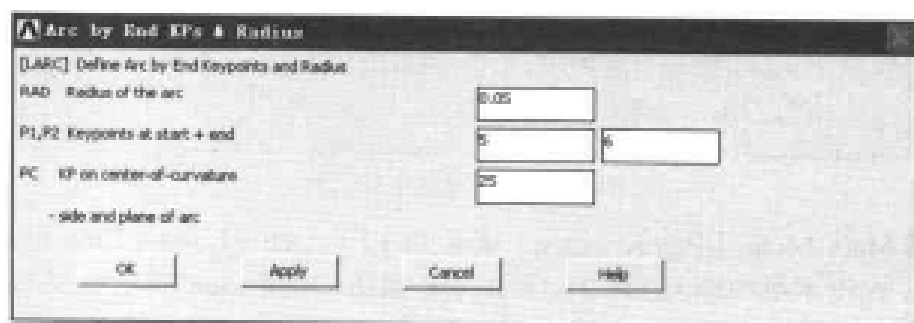 Arc by End KPs & Radius
[LARC] Define Arc by End Keypoints and Radius
RAD Radius of the arc 0.05
P1,P2 Keypoints at start + end 5 6
PC KP on center-of-curvature 25
- side and plane of arc
OK Apply Cancel Help